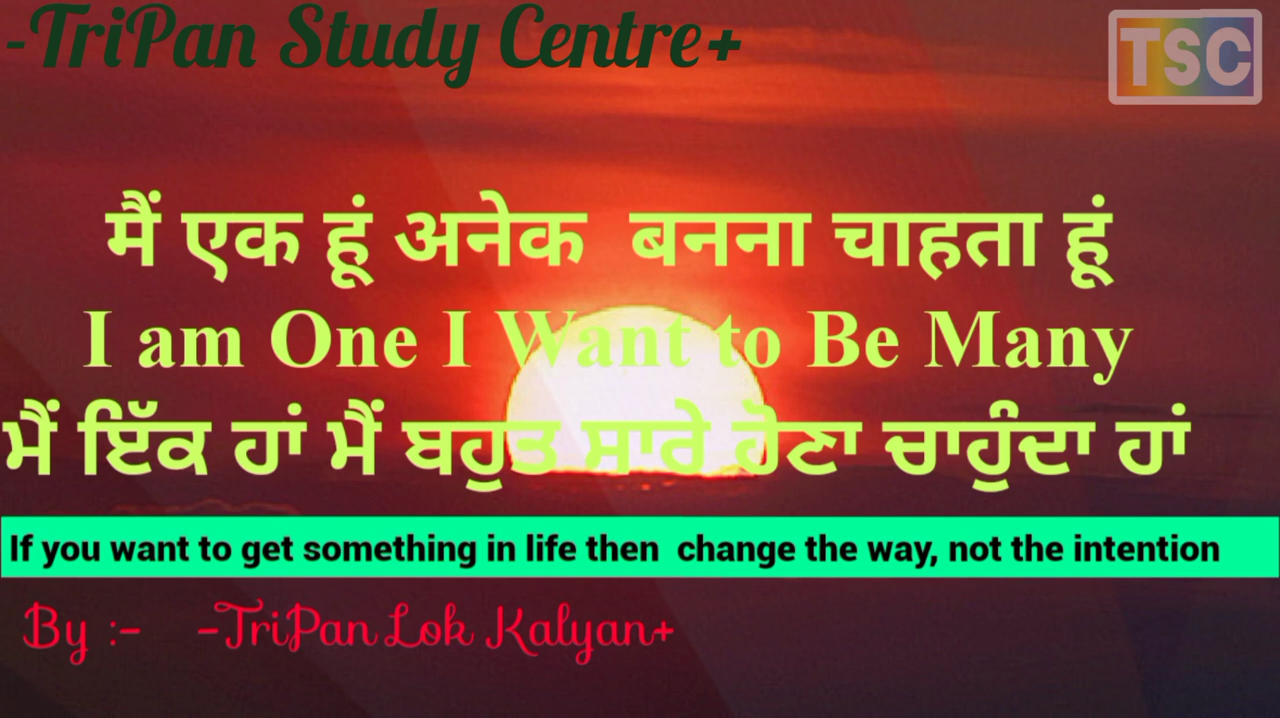 -TriPan Study Centre+
TSC
मैं एक हूं अनेक बनना चाहता हूं
I am One I Want to Be Many
ਮੈਂ ਇੱਕ ਹਾਂ ਮੈਂ ਬਹੁਤ ਸਾਰੇ ਹੋਣਾ ਚਾਹੁੰਦਾ ਹਾਂ
If you want to get something in life then change the way, not the intention
By :- -TriPan Lok Kalyan+